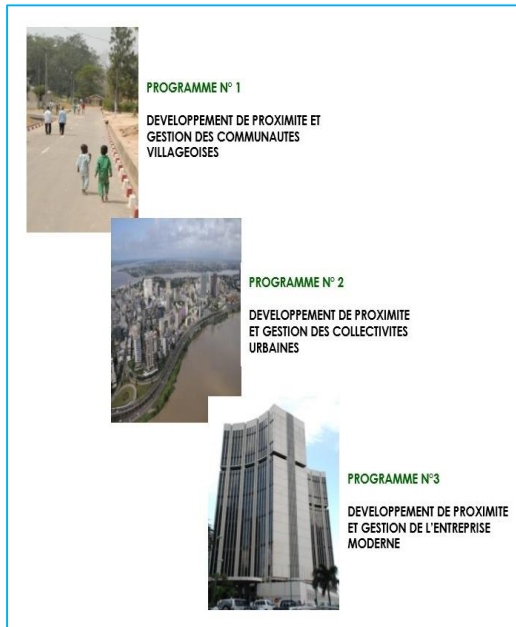 PROGRAMME N° 1
DEVELOPPEMENT DE PROXIMITE ET
GESTION DES COMMUNAUTES
VILLAGEOISES
PROGRAMME N° 2
DEVELOPPEMENT DE PROXIMITE
ET GESTION DES COLLECTIVITES
URBAINES
PROGRAMME N°3
DEVELOPPEMENT DE PROXIMITE
ET GESTION DE L'ENTREPRISE
MODERNE